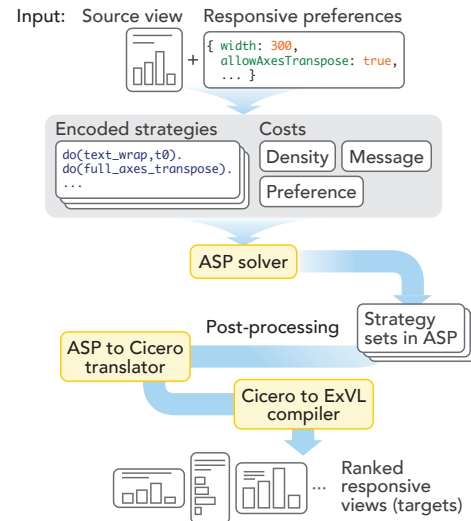 Input: Source view Responsive preferences
+
{ width: 300,
allowAxesTranspose: true,
... }
Encoded strategies
do(text_wrap,t0).
do(full_axes_transpose).
...
Costs
Density Message
Preference
ASP solver
Strategy
sets in ASP
Post-processing
ASP to Cicero
translator
Cicero to ExVL
compiler
...
Ranked
responsive
views (targets)